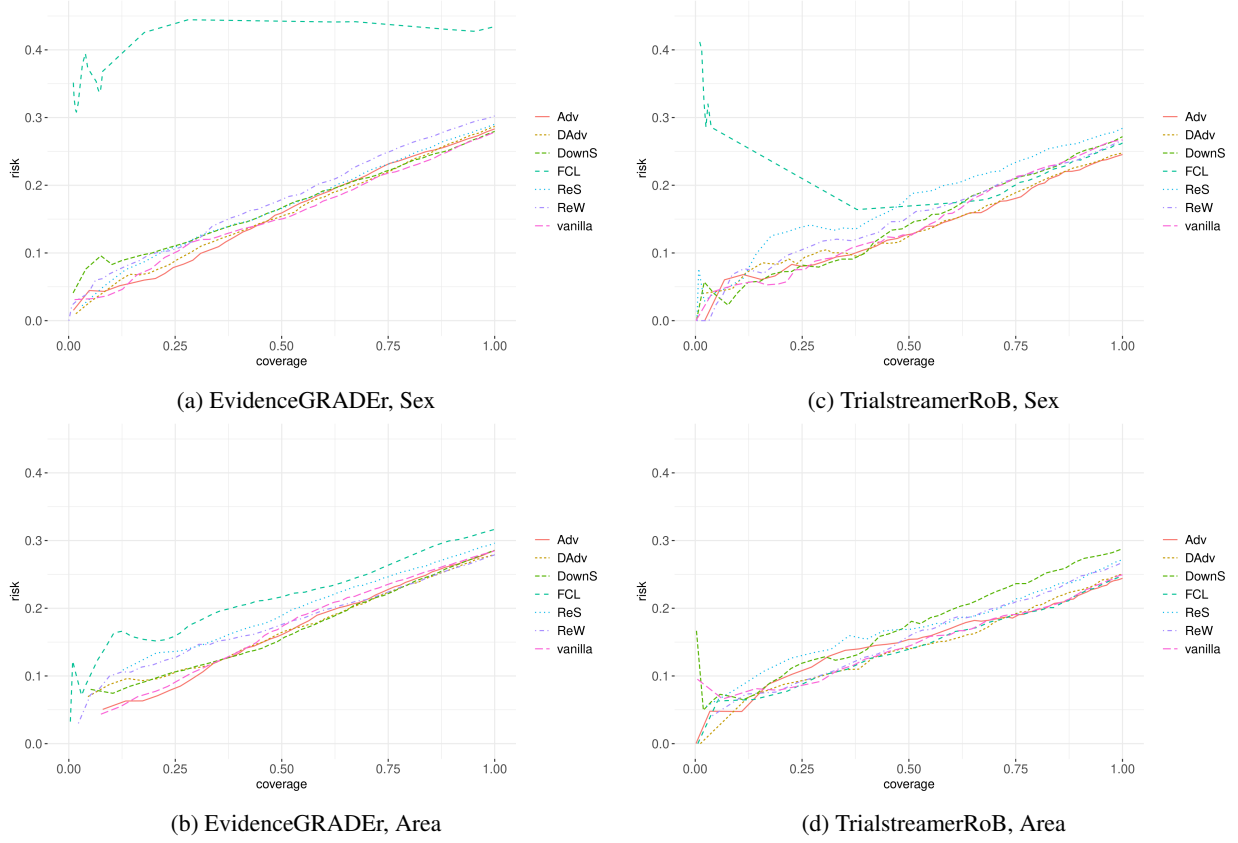 0.4
0.3
0.2
0.1
0.0
risk
0.00 0.25 0.50 0.75 1.00
coverage
Adv
DAdv
DownS
FCL
ReS
ReW
vanilla
(a) EvidenceGRADEr, Sex
0.4
0.3
0.2
0.1
0.0
risk
0.00 0.25 0.50 0.75 1.00
coverage
Adv
DAdv
DownS
FCL
ReS
ReW
vanilla
(c) TrialstreamerRoB, Sex
0.4
0.3
0.2
0.1
0.0
risk
0.00 0.25 0.50 0.75 1.00
coverage
Adv
DAdv
DownS
FCL
ReS
ReW
vanilla
(b) EvidenceGRADEr, Area
0.4
0.3
0.2
0.1
0.0
risk
0.00 0.25 0.50 0.75 1.00
coverage
Adv
DAdv
DownS
FCL
ReS
ReW
vanilla
(d) TrialstreamerRoB, Area